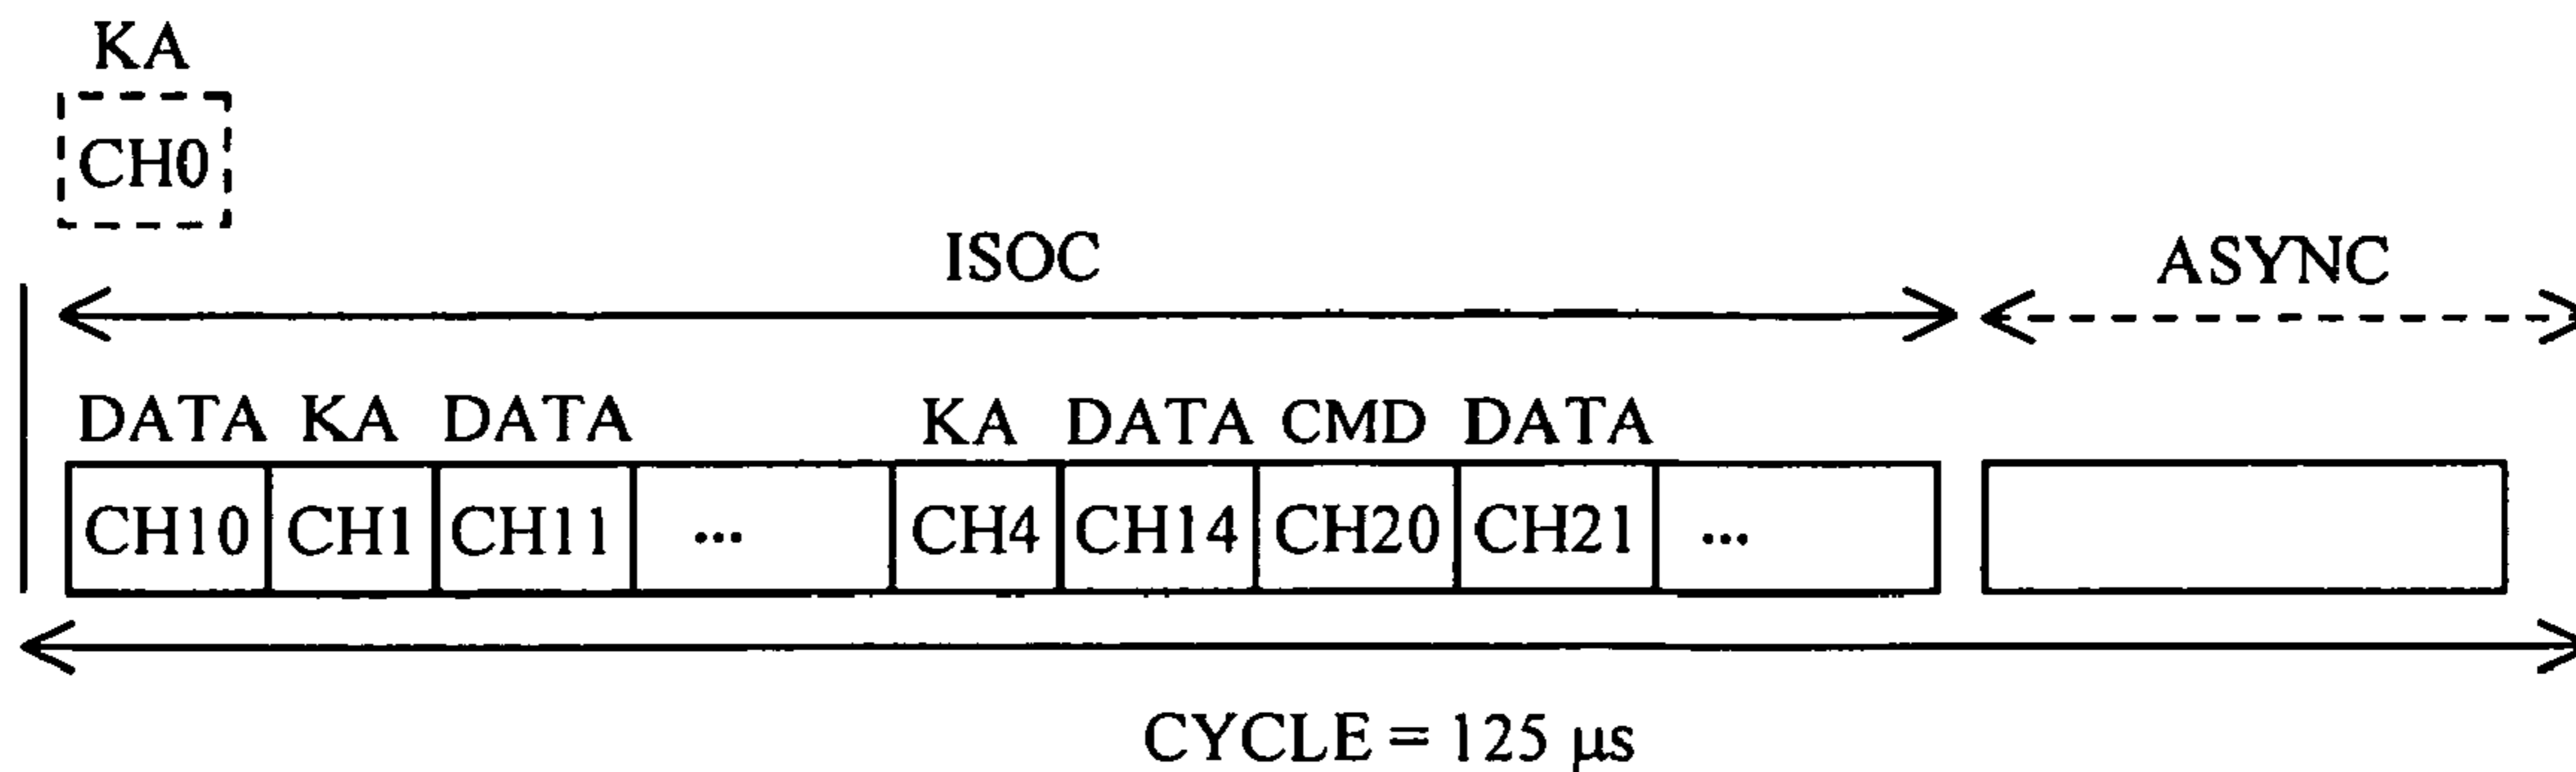 KA
CH0
ISOC ASYNC
DATA KA DATA KA DATA CMD DATA
CH10 CH1 CH11 ... CH4 CH14 CH20 CH21 ...
CYCLE = 125 μs